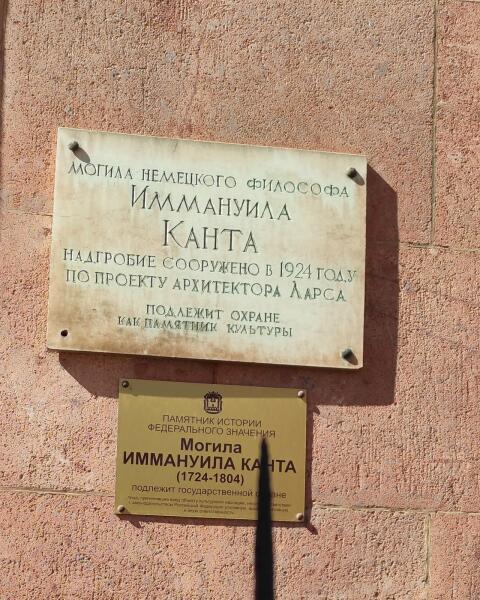 МОГИЛА НЕМЕЦКОГО ФИЛОСОФА
ИММАНУИЛА
КАНТА
НАДГРОБИЕ СООРУЖЕНО В 1924 ГОДУ
ПО ПРОЕКТУ АРХИТЕКТОРА ЛАРСА
ПОДЛЕЖИТ ОХРАНЕ
КАК ПАМЯТНИК КУЛЬТУРЫ
ПАМЯТНИК ИСТОРИИ
ФЕДЕРАЛЬНОГО ЗНАЧЕНИЯ
Могила
ИММАНУИЛА КАНТА
(1724-1804)
подлежит государственной